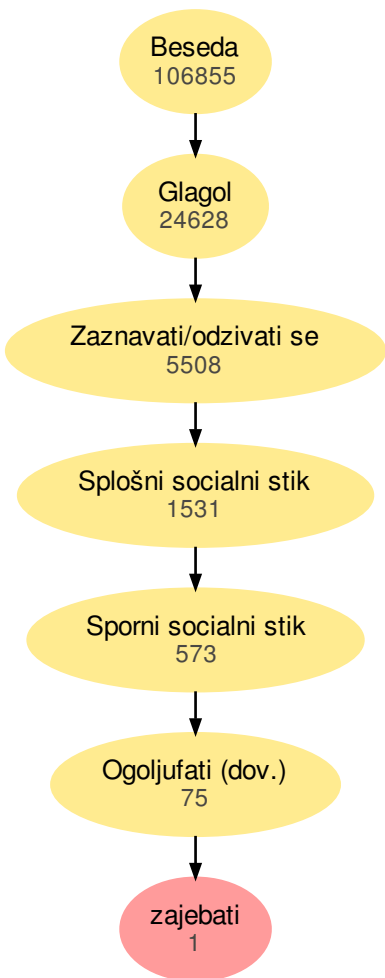 Beseda
106855
Glagol
24628
Zaznavati/odzivati se
5508
Splošni socialni stik
1531
Sporni socialni stik
573
Ogoljufati (dov.)
75
zajebati
1